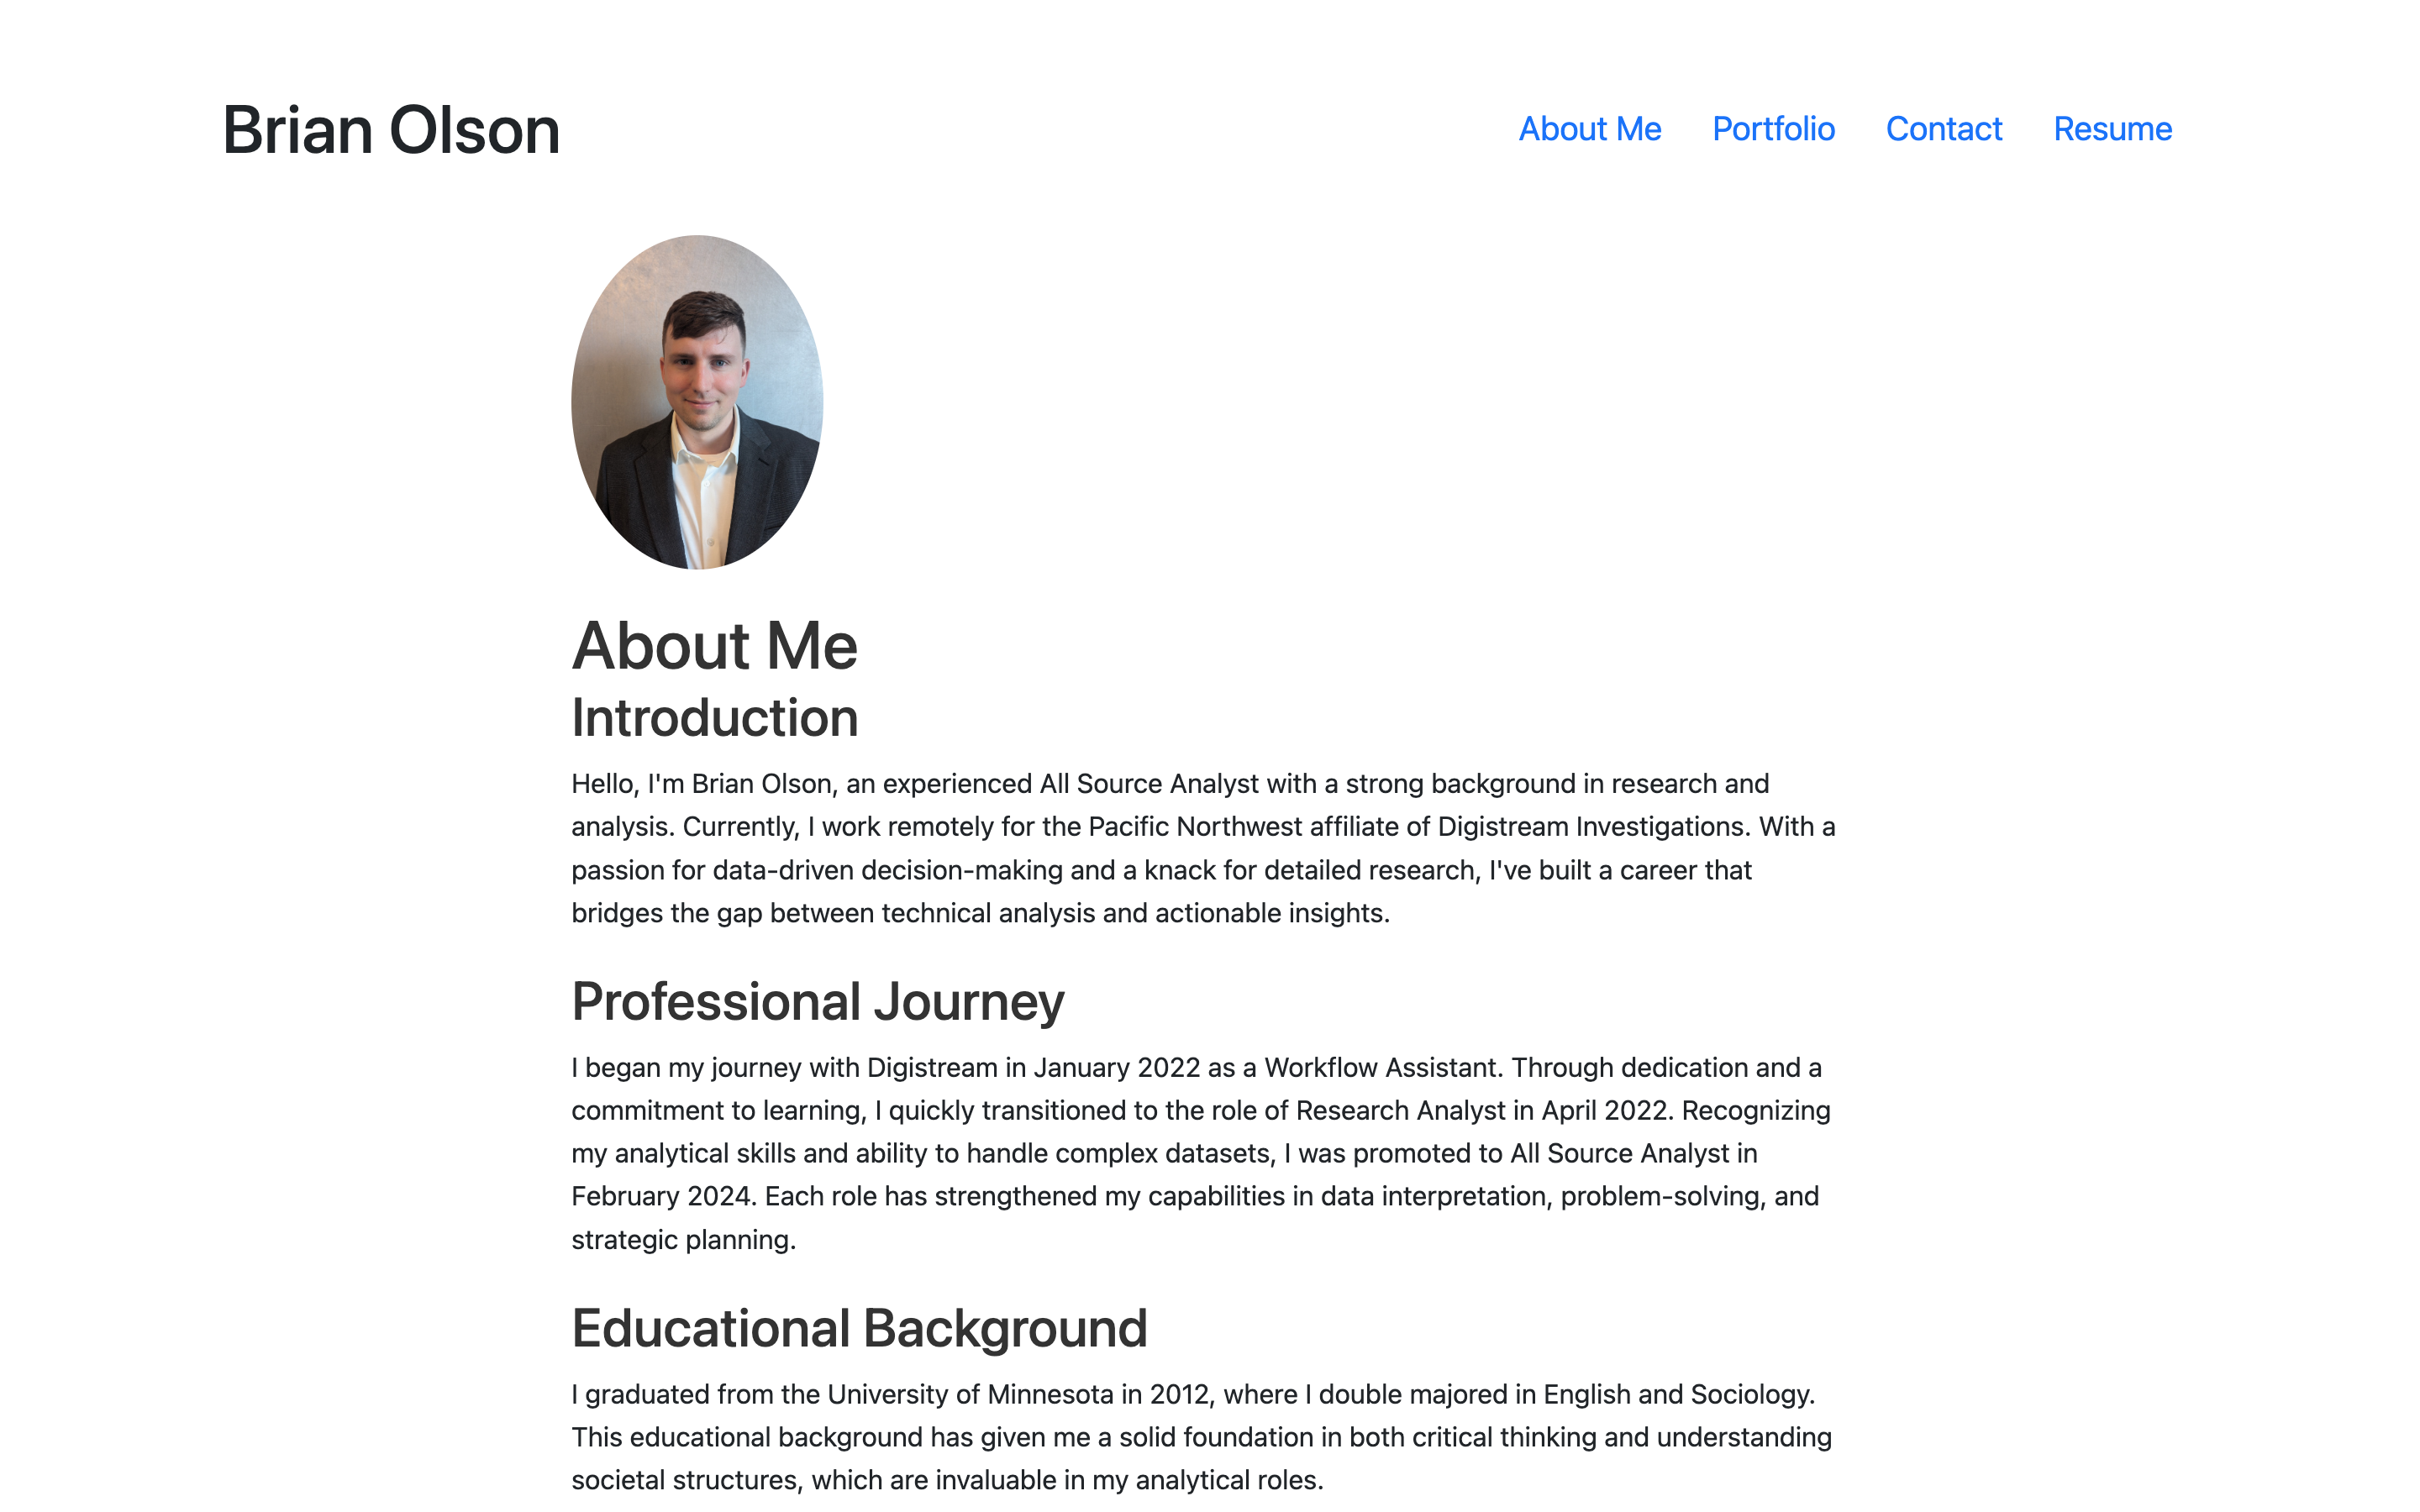 Brian Olson
About Me Portfolio Contact Resume
About Me
Introduction
Hello, I'm Brian Olson, an experienced All Source Analyst with a strong background in research and
analysis. Currently, I work remotely for the Pacific Northwest affiliate of Digistream Investigations. With a
passion for data-driven decision-making and a knack for detailed research, I've built a career that
bridges the gap between technical analysis and actionable insights.
Professional Journey
I began my journey with Digistream in January 2022 as a Workflow Assistant. Through dedication and a
commitment to learning, I quickly transitioned to the role of Research Analyst in April 2022. Recognizing
my analytical skills and ability to handle complex datasets, I was promoted to All Source Analyst in
February 2024. Each role has strengthened my capabilities in data interpretation, problem-solving, and
strategic planning.
Educational Background
I graduated from the University of Minnesota in 2012, where I double majored in English and Sociology.
This educational background has given me a solid foundation in both critical thinking and understanding
societal structures, which are invaluable in my analytical roles.